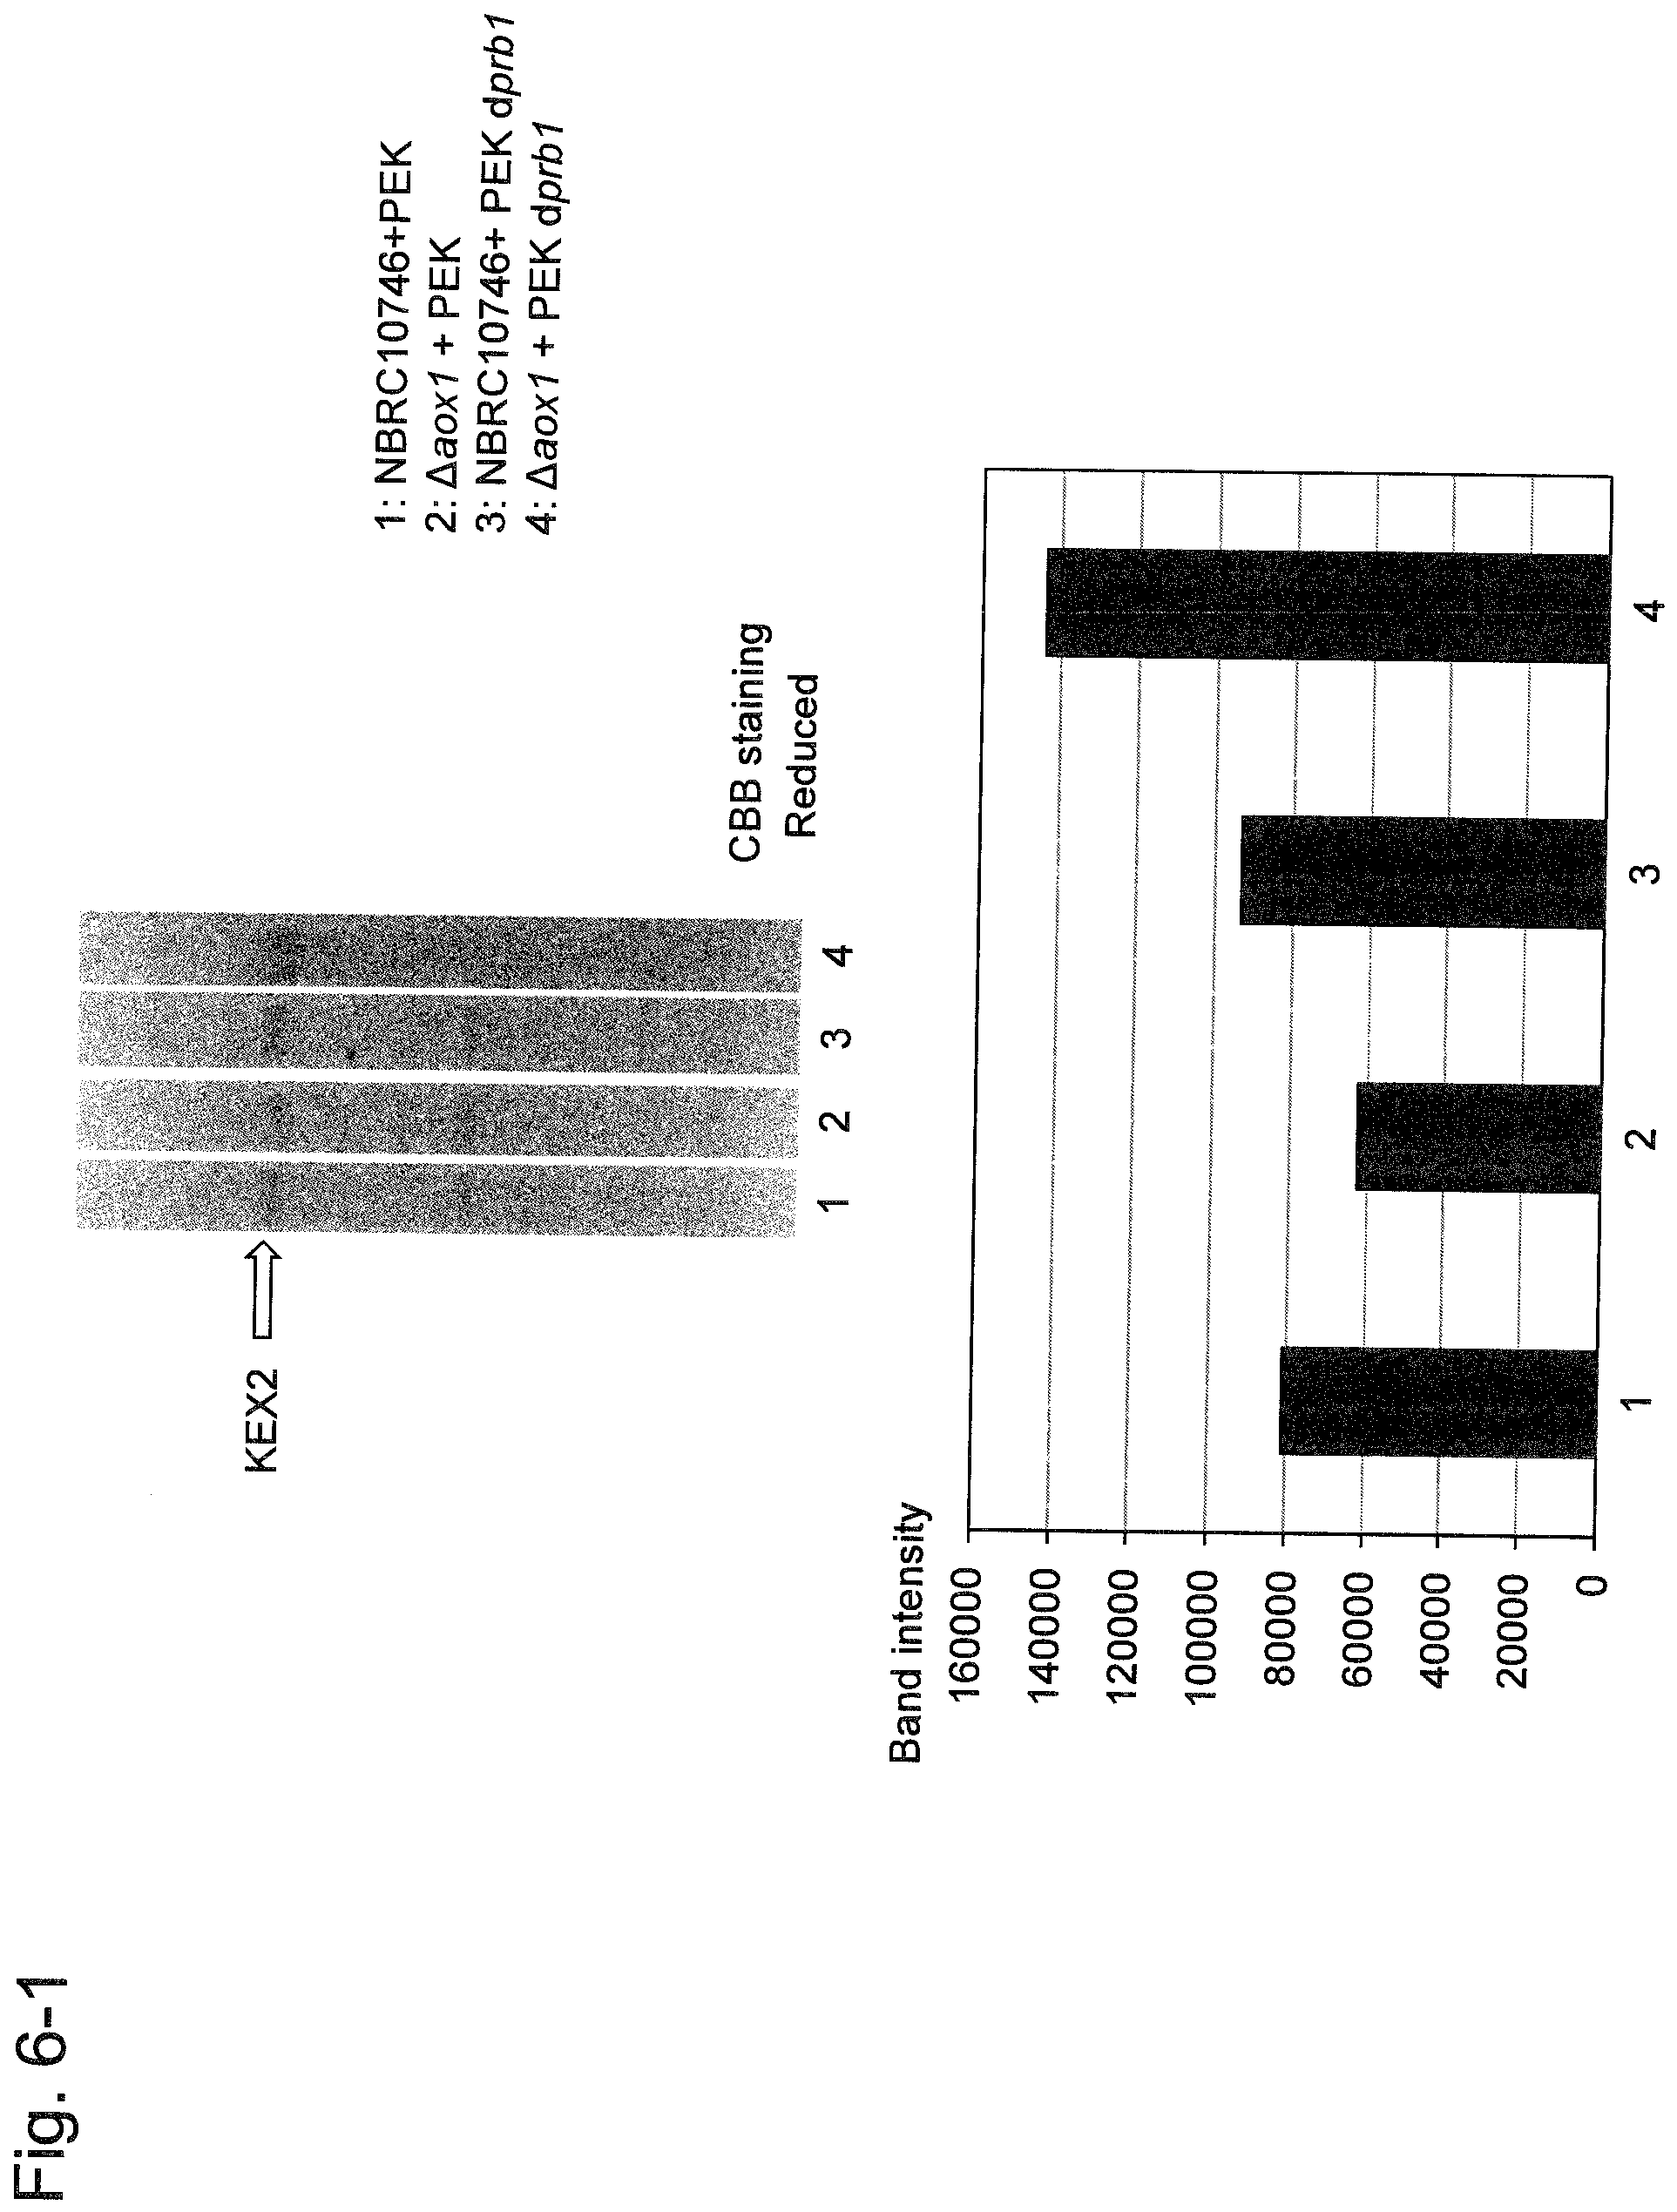 Fig. 6-1
KEX2
1 2 3 4
CBB staining
Reduced
1: NBRC10746+PEK
2: Δaox1 + PEK
3: NBRC10746+ PEK dprb1
4: Δaox1 + PEK dprb1
Band intensity
160000
140000
120000
100000
80000
60000
40000
200000
0
1 2 3 4